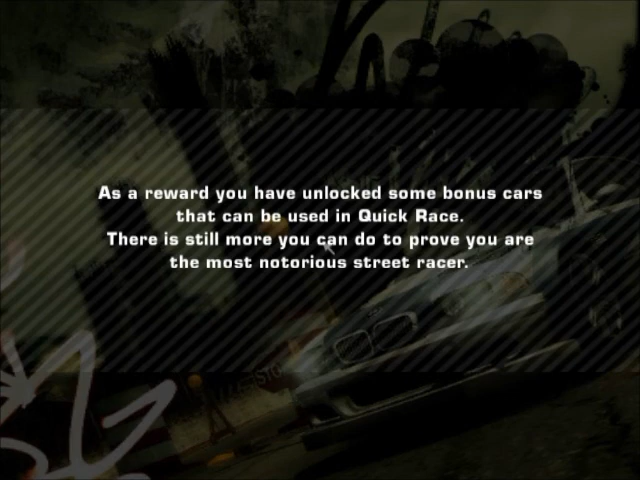 As a reward you have unlocked some bonus cars
that can be used in Quick Race.
There is still more you can do to prove you are
the most notorious street racer.